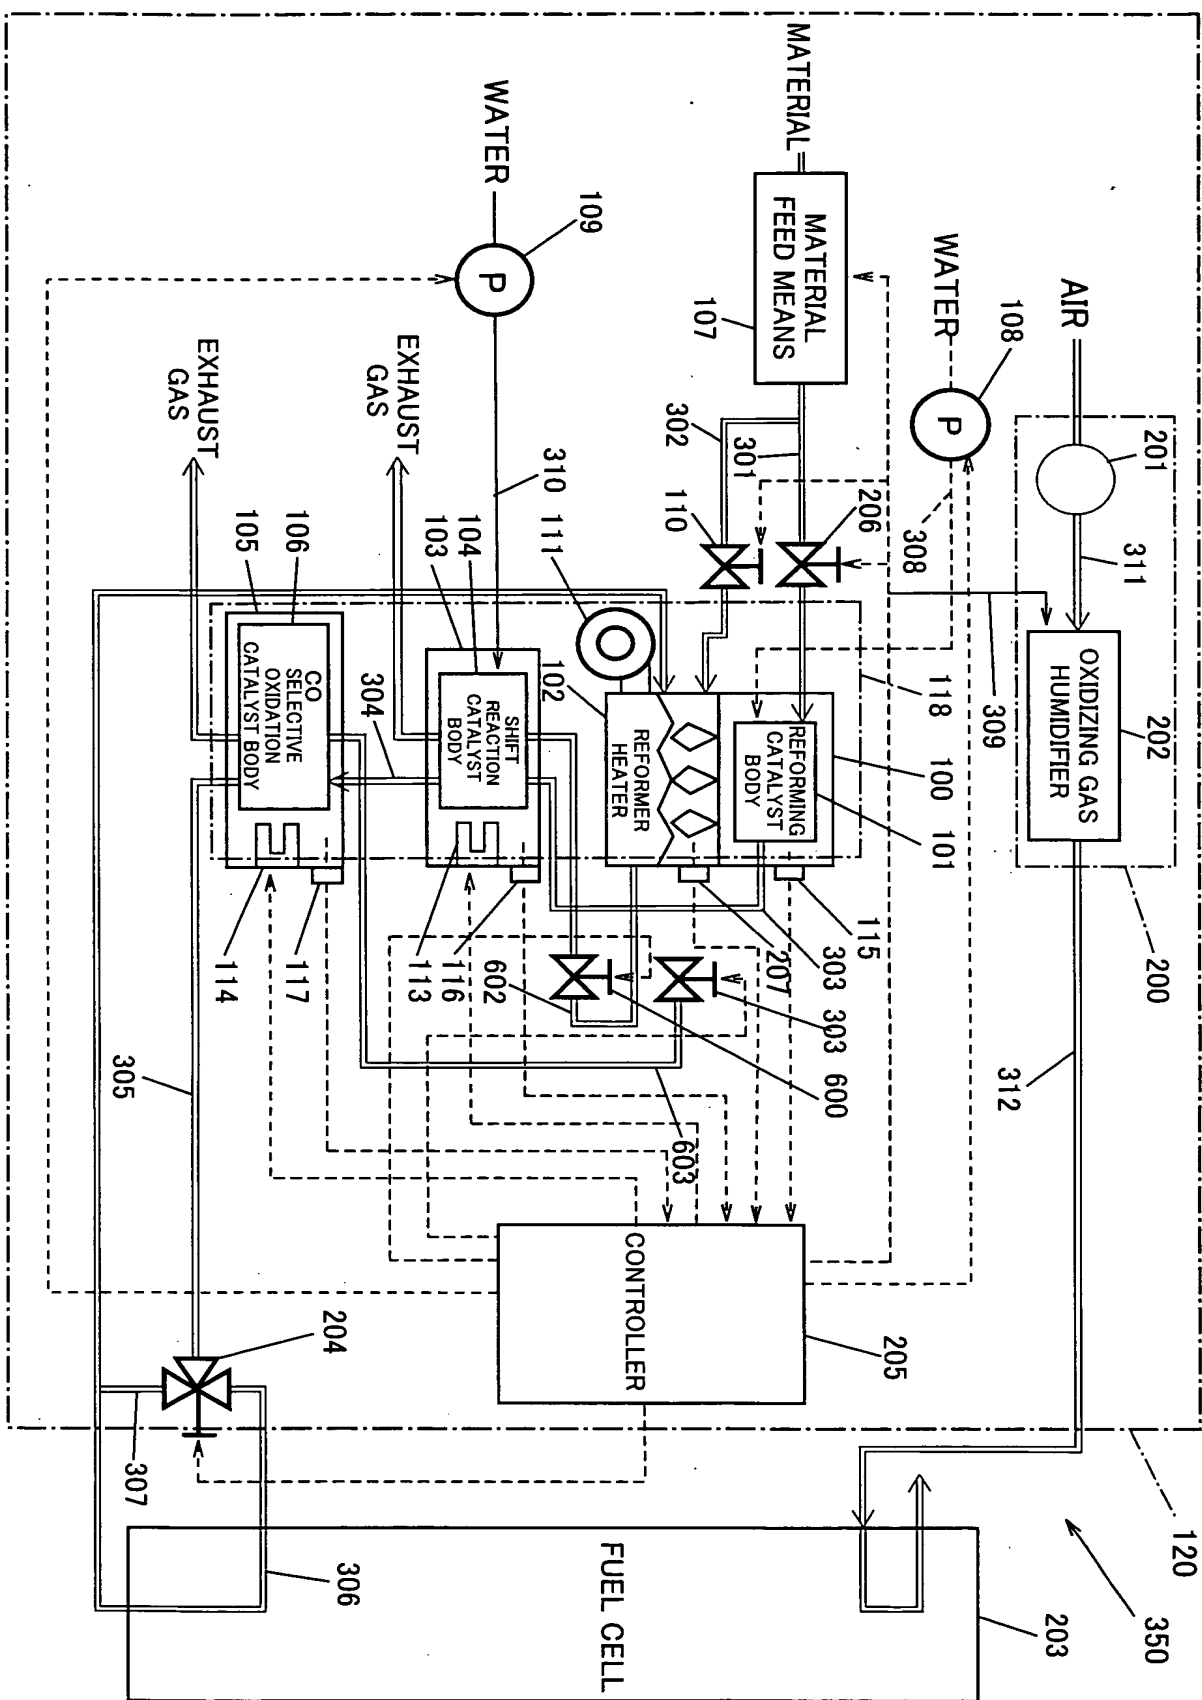 AIR
201
311
OXIDIZING GAS
HUMIDIFIER
202
200
312
120
350
WATER
108
P
308
309
118
MATERIAL
MATERIAL
FEED MEANS
107
302
301
206
110
100
101
REFORMING
CATALYST
BODY
115
303
207
303
REFORMER
HEATER
102
111
WATER
109
P
310
103
104
SHIFT
REACTION
CATALYST
BODY
EXHAUST
GAS
113
116
602
600
603
304
105
106
CO
SELECTIVE
OXIDATION
CATALYST BODY
EXHAUST
GAS
114
117
305
CONTROLLER
205
204
307
306
FUEL CELL
203